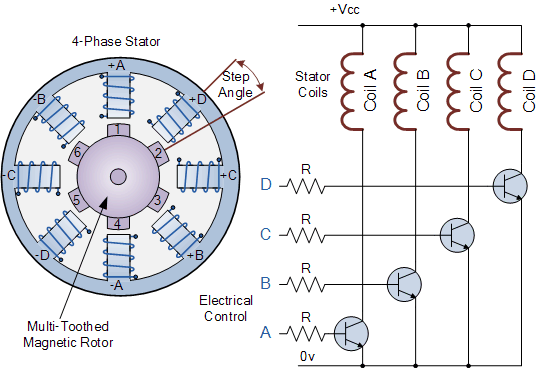 4-Phase Stator
+A
-B
+D
-C
+C
-D
+B
-A
1
2
3
4
5
6
Step
Angle
Multi-Toothed
Magnetic Rotor
+Vcc
Stator
Coils
Coil A
Coil B
Coil C
Coil D
D
R
C
R
B
R
A
R
Electrical
Control
0v